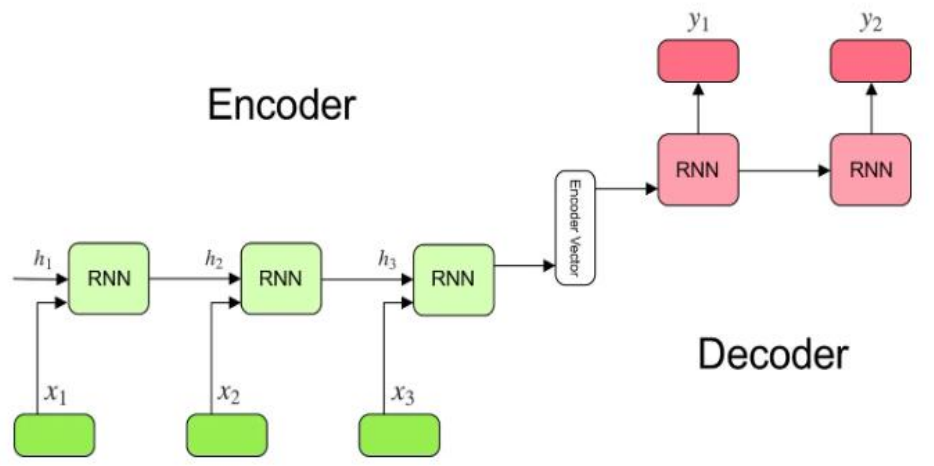 y₁ y₂
Encoder
RNN RNN
Encoder Vector
h₁ RNN h₂ RNN h₃ RNN
Decoder
x₁ x₂ x₃